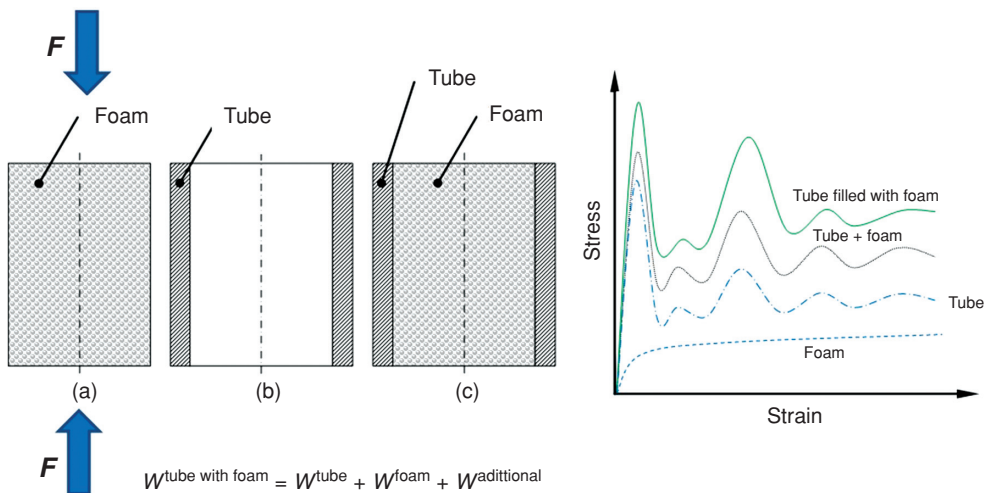 F
Foam
Tube
Tube
Foam
(a)
(b)
(c)
F
W^tube with foam = W^tube + W^foam + W^adittional
Stress
Tube filled with foam
Tube + foam
Tube
Foam
Strain